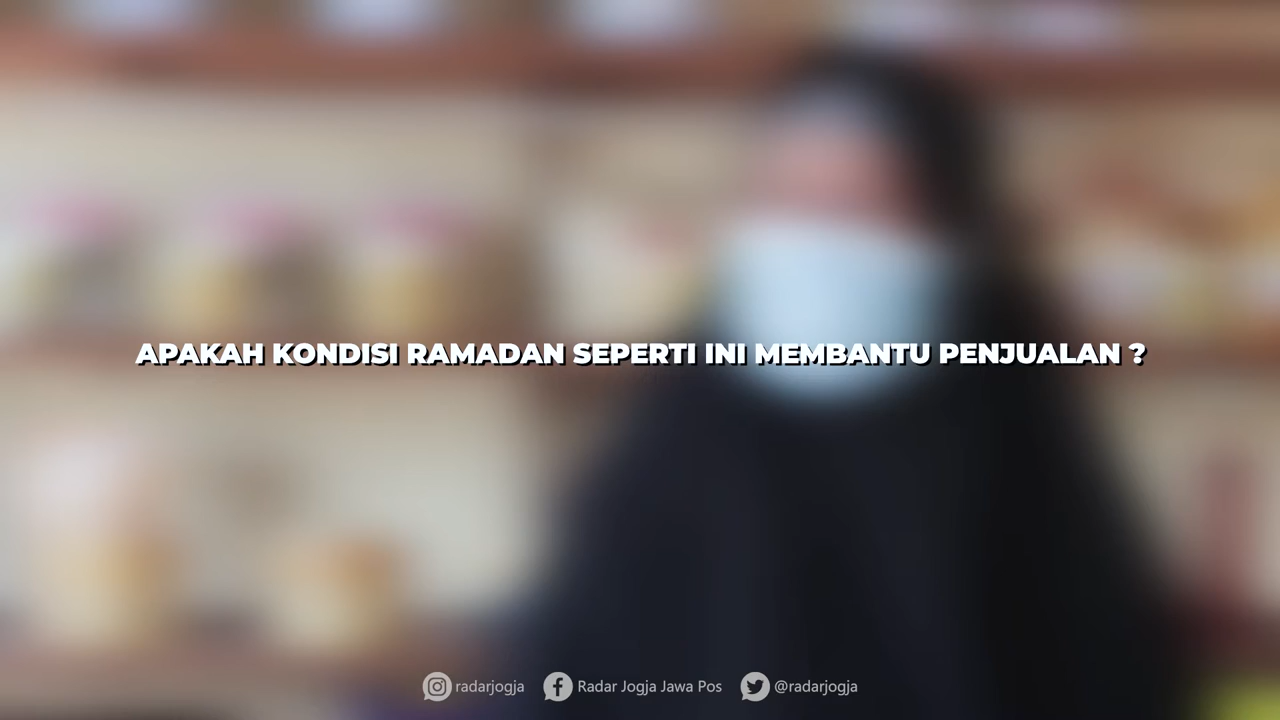 APAKAH KONDISI RAMADAN SEPERTI INI MEMBANTU PENJUALAN ?
radarjogja Radar Jogja Jawa Pos @radarjogja